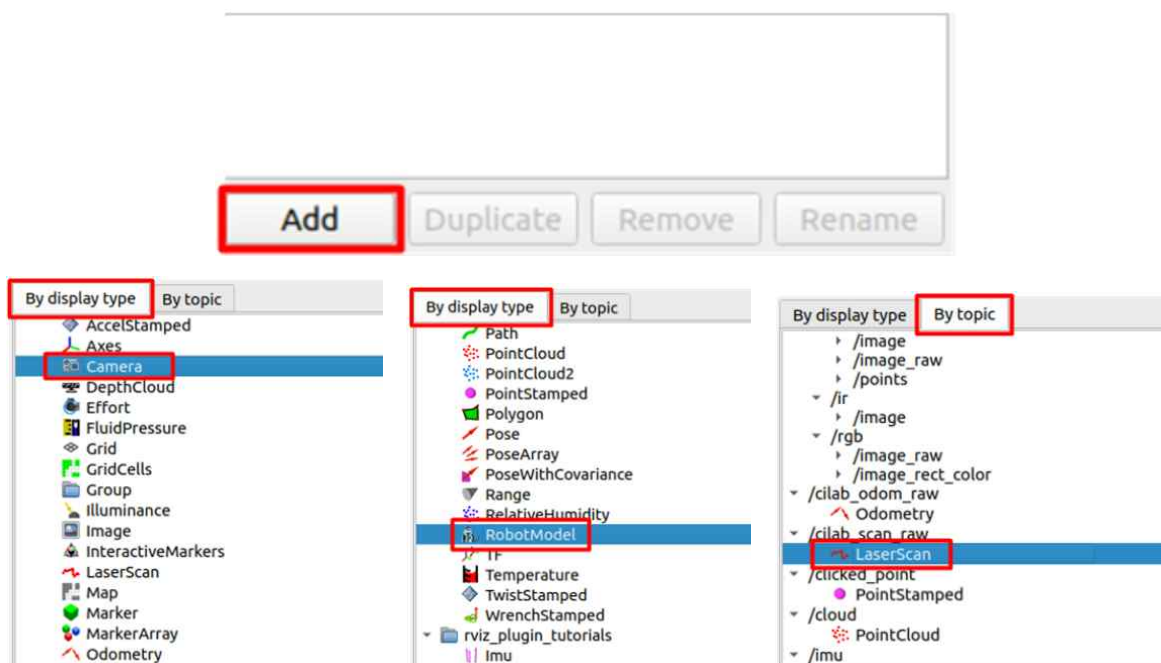 Add Duplicate Remove Rename
By display type By topic
AccelStamped
Axes
Camera
DepthCloud
Effort
FluidPressure
Grid
GridCells
Group
Illuminance
Image
InteractiveMarkers
LaserScan
Map
Marker
MarkerArray
Odometry
By display type By topic
Path
PointCloud
PointCloud2
PointStamped
Polygon
Pose
PoseArray
PoseWithCovariance
Range
RelativeHumidity
RobotModel
TF
Temperature
TwistStamped
WrenchStamped
rviz_plugin_tutorials
Imu
By display type By topic
/image
/image_raw
/points
/ir
/image
/rgb
/image_raw
/image_rect_color
/cilab_odom_raw
Odometry
/cilab_scan_raw
LaserScan
/clicked_point
PointStamped
/cloud
PointCloud
/imu